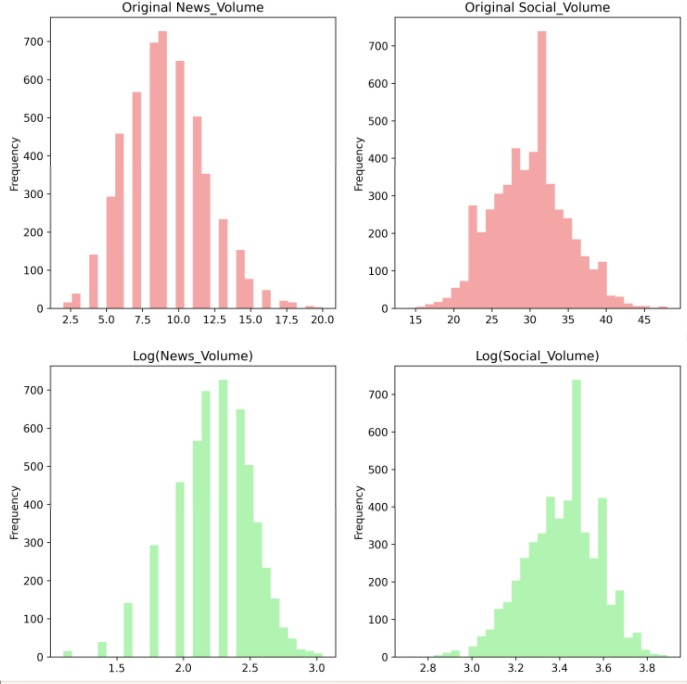 Original News_Volume
Original Social_Volume
700
600
500
400
300
200
100
0
Frequency
2.5 5.0 7.5 10.0 12.5 15.0 17.5 20.0
700
600
500
400
300
200
100
0
Frequency
15 20 25 30 35 40 45
Log(News_Volume)
Log(Social_Volume)
700
600
500
400
300
200
100
0
Frequency
1.5 2.0 2.5 3.0
700
600
500
400
300
200
100
0
Frequency
2.8 3.0 3.2 3.4 3.6 3.8